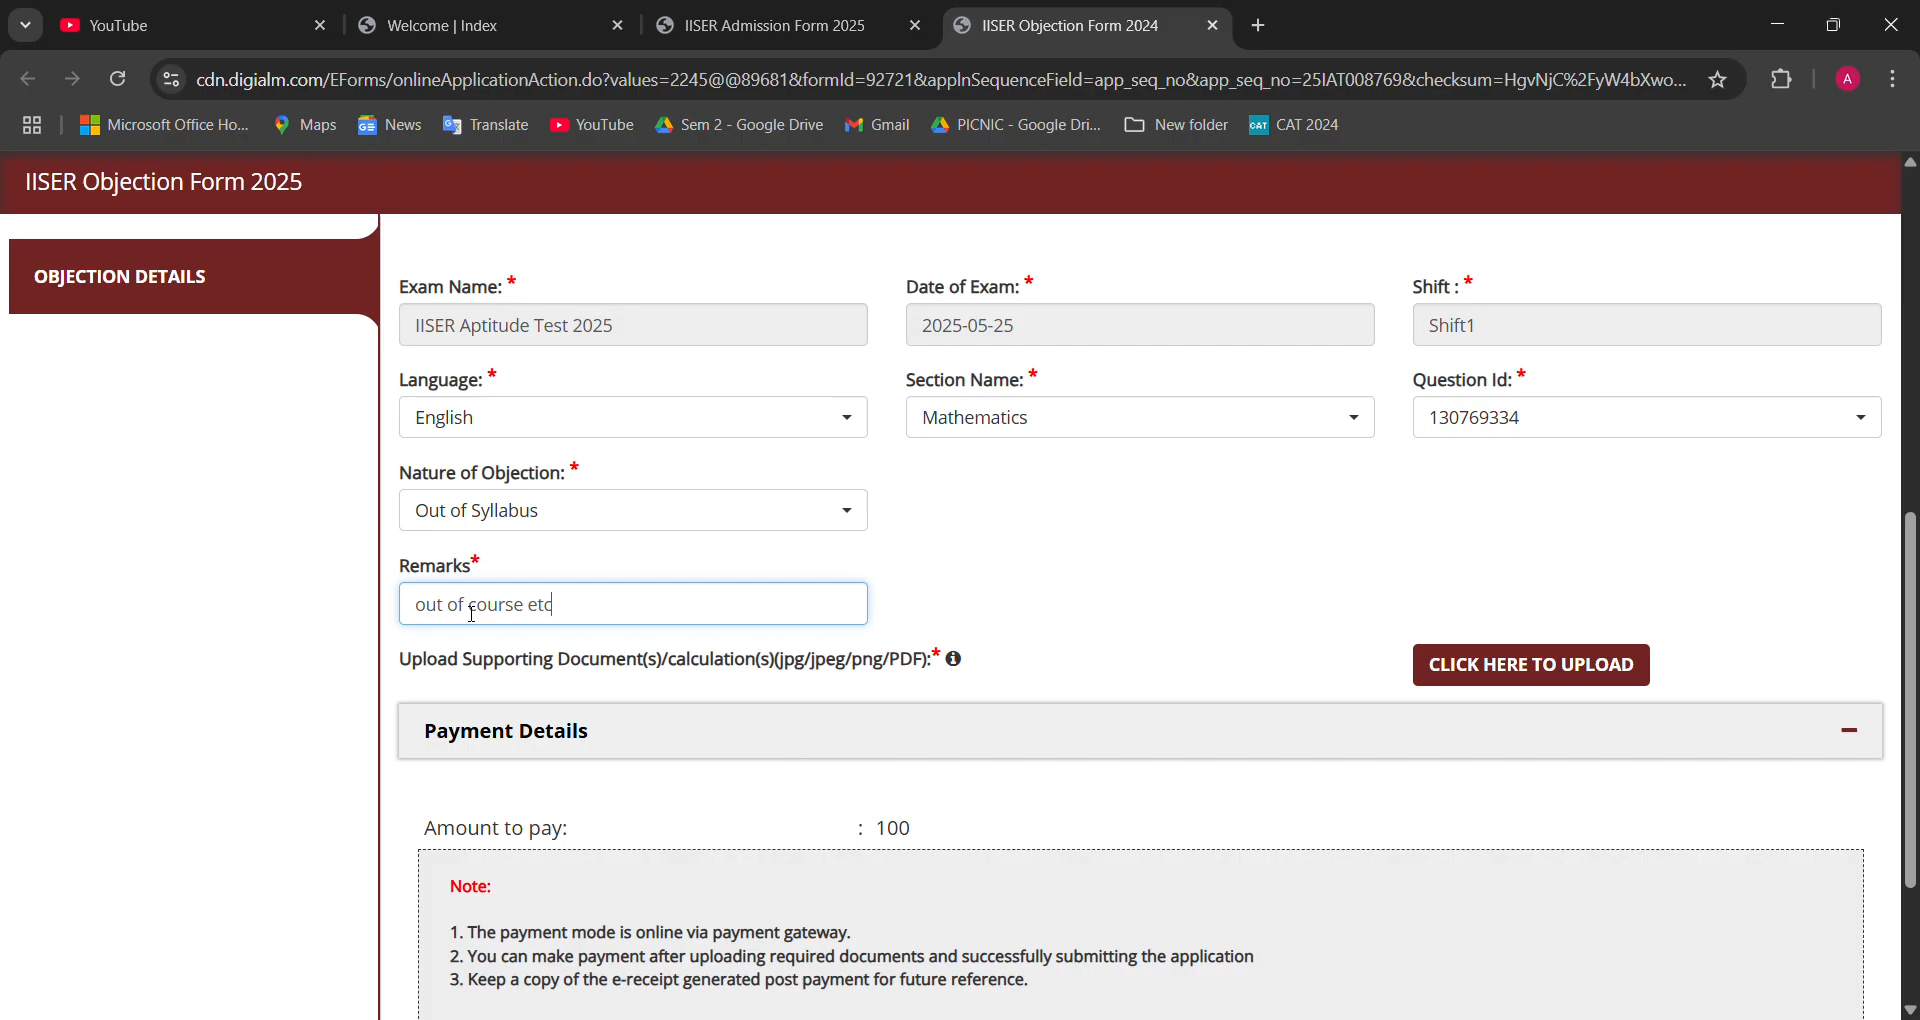 YouTube
Welcome | Index
IISER Admission Form 2025
IISER Objection Form 2024
cdn.digialm.com/EForms/onlineApplicationAction.do?values=2245@@89681&formId=92721&applnSequenceField=app_seq_no&app_seq_no=25IAT008769&checksum=HgvNjC%2FyW4bXwo...
A
Microsoft Office Ho...
Maps
News
Translate
YouTube
Sem 2 - Google Drive
Gmail
PICNIC - Google Dri...
New folder
CAT CAT 2024
IISER Objection Form 2025
OBJECTION DETAILS
Exam Name: * Date of Exam: * Shift : *
IISER Aptitude Test 2025 2025-05-25 Shift1
Language: * Section Name: * Question Id: *
English Mathematics 130769334
Nature of Objection: *
Out of Syllabus
Remarks*
out of course etc
Upload Supporting Document(s)/calculation(s)(jpg/jpeg/png/PDF):*
CLICK HERE TO UPLOAD
Payment Details
Amount to pay: : 100
Note:
1. The payment mode is online via payment gateway.
2. You can make payment after uploading required documents and successfully submitting the application
3. Keep a copy of the e-receipt generated post payment for future reference.